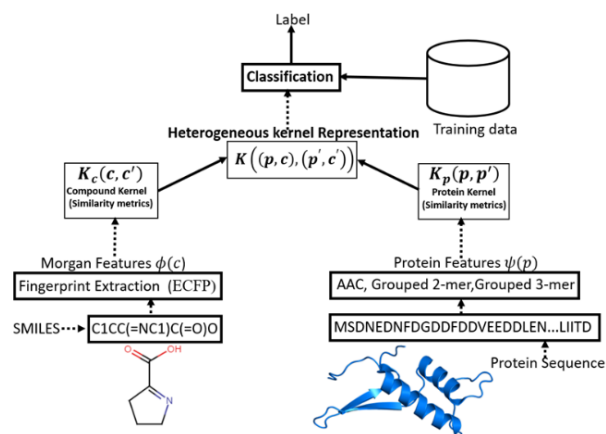 Label
Classification
Training data
Heterogeneous kernel Representation
K((p, c), (p′, c′))
K_c(c, c′)
Compound Kernel
(Similarity metrics)
K_p(p, p′)
Protein Kernel
(Similarity metrics)
Morgan Features ϕ(c)
Fingerprint Extraction (ECFP)
SMILES
C1CC(=NC1)C(=O)O
O
OH
N
Protein Features ψ(p)
AAC, Grouped 2-mer,Grouped 3-mer
MSDNEDNFDGDDFDDVEEDDLEN...LIITD
Protein Sequence